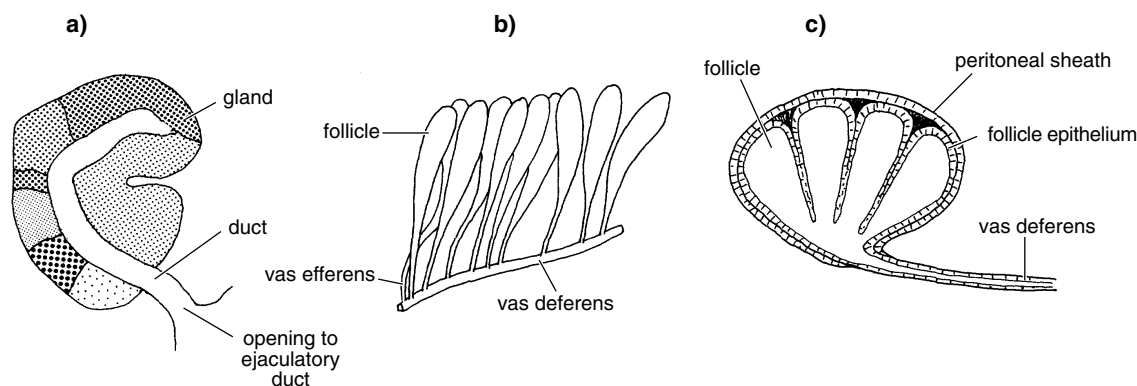 a)
gland
duct
opening to
ejaculatory
duct
b)
follicle
vas efferens
vas deferens
c)
follicle
peritoneal sheath
follicle epithelium
vas deferens